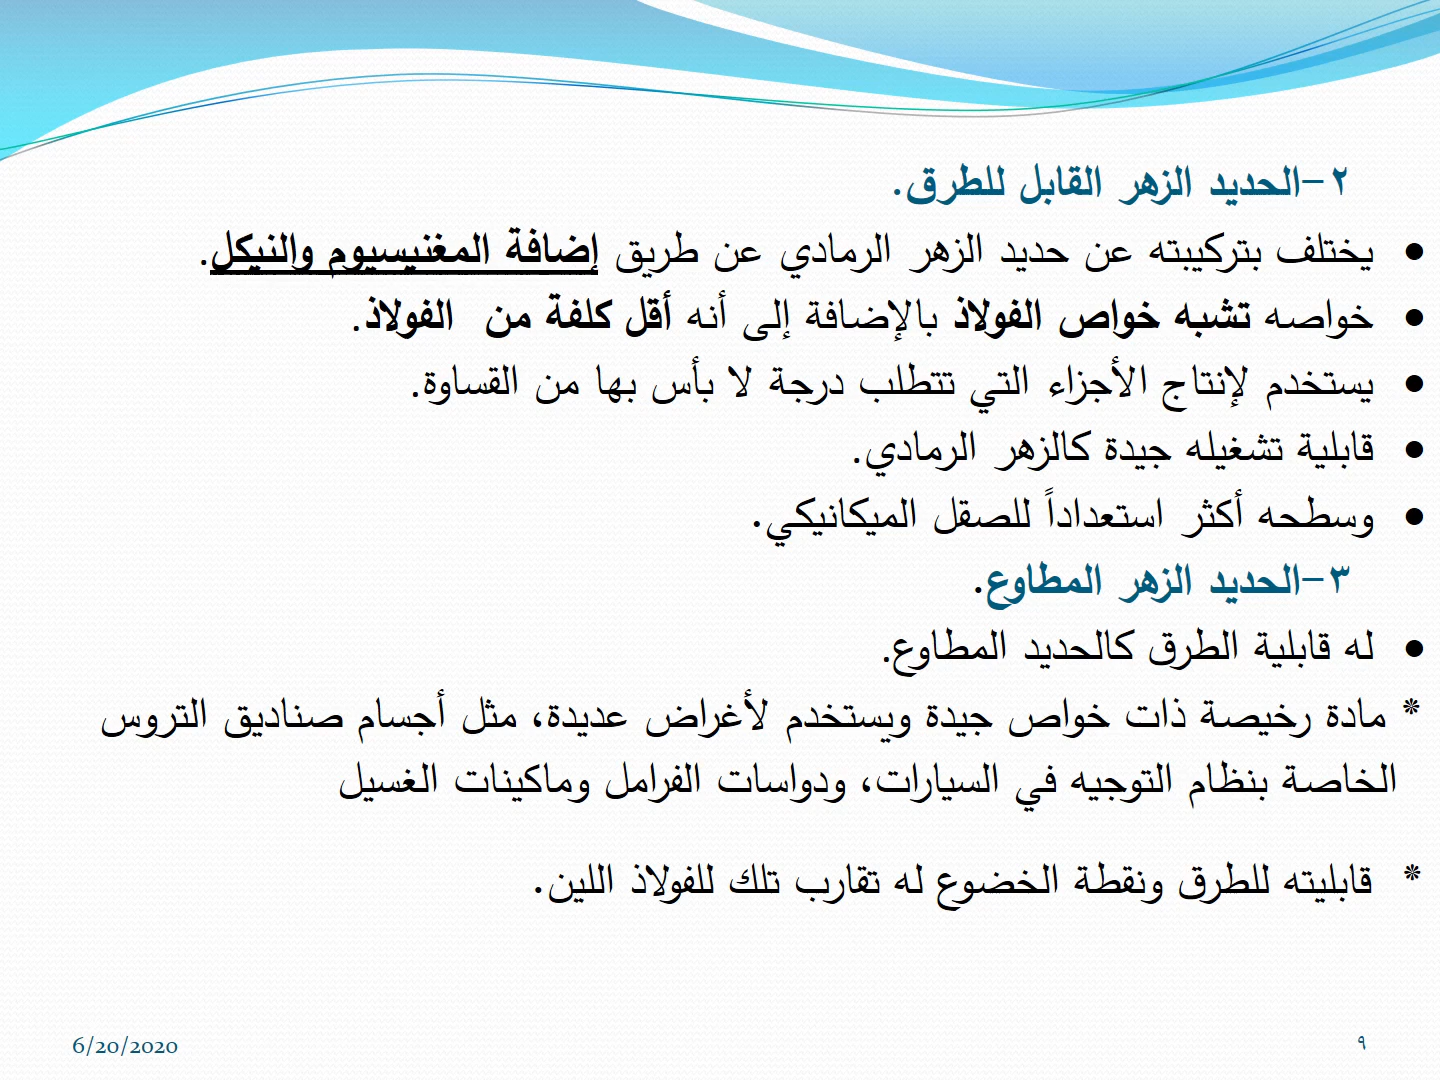 ٢-الحديد الزهر القابل للطرق.
• يختلف بتركيبته عن حديد الزهر الرمادي عن طريق إضافة المغنيسيوم والنيكل.
• خواصه تشبه خواص الفولاذ بالإضافة إلى أنه أقل كلفة من الفولاذ.
• يستخدم لإنتاج الأجزاء التي تتطلب درجة لا بأس بها من القساوة.
• قابلية تشغيله جيدة كالزهر الرمادي.
• وسطحه أكثر استعداداً للصقل الميكانيكي.
٣-الحديد الزهر المطاوع.
• له قابلية الطرق كالحديد المطاوع.
* مادة رخيصة ذات خواص جيدة ويستخدم لأغراض عديدة، مثل أجسام صناديق التروس
الخاصة بنظام التوجيه في السيارات، ودواسات الفرامل وماكينات الغسيل
* قابليته للطرق ونقطة الخضوع له تقارب تلك للفولاذ اللين.
6/20/2020
٩